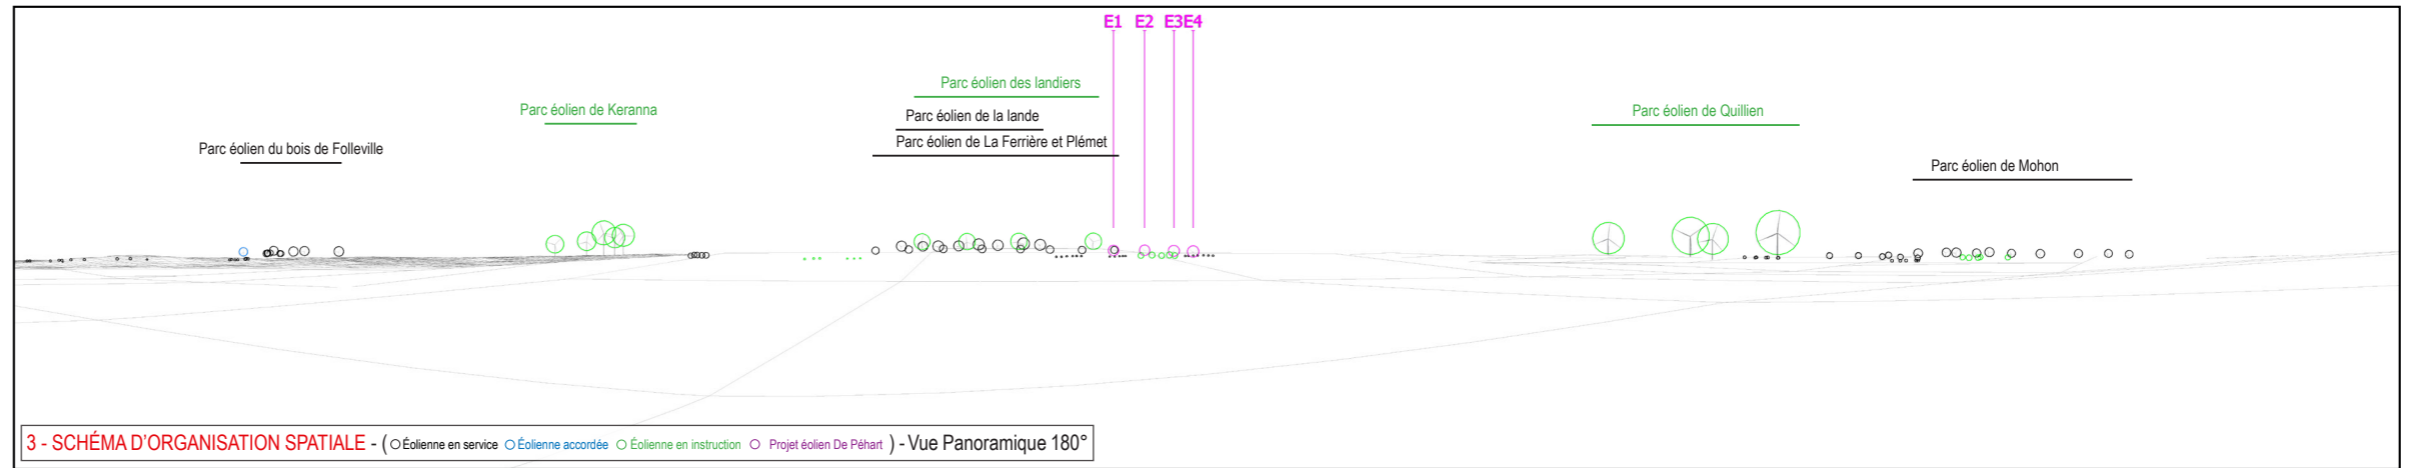 E1 E2 E3E4
Parc éolien des landiers
Parc éolien de Keranna
Parc éolien de la lande
Parc éolien de Quillien
Parc éolien du bois de Folleville
Parc éolien de La Ferrière et Plémet
Parc éolien de Mohon
3 - SCHÉMA D'ORGANISATION SPATIALE - ( Éolienne en service Éolienne accordée Éolienne en instruction Projet éolien De Péhart ) - Vue Panoramique 180°